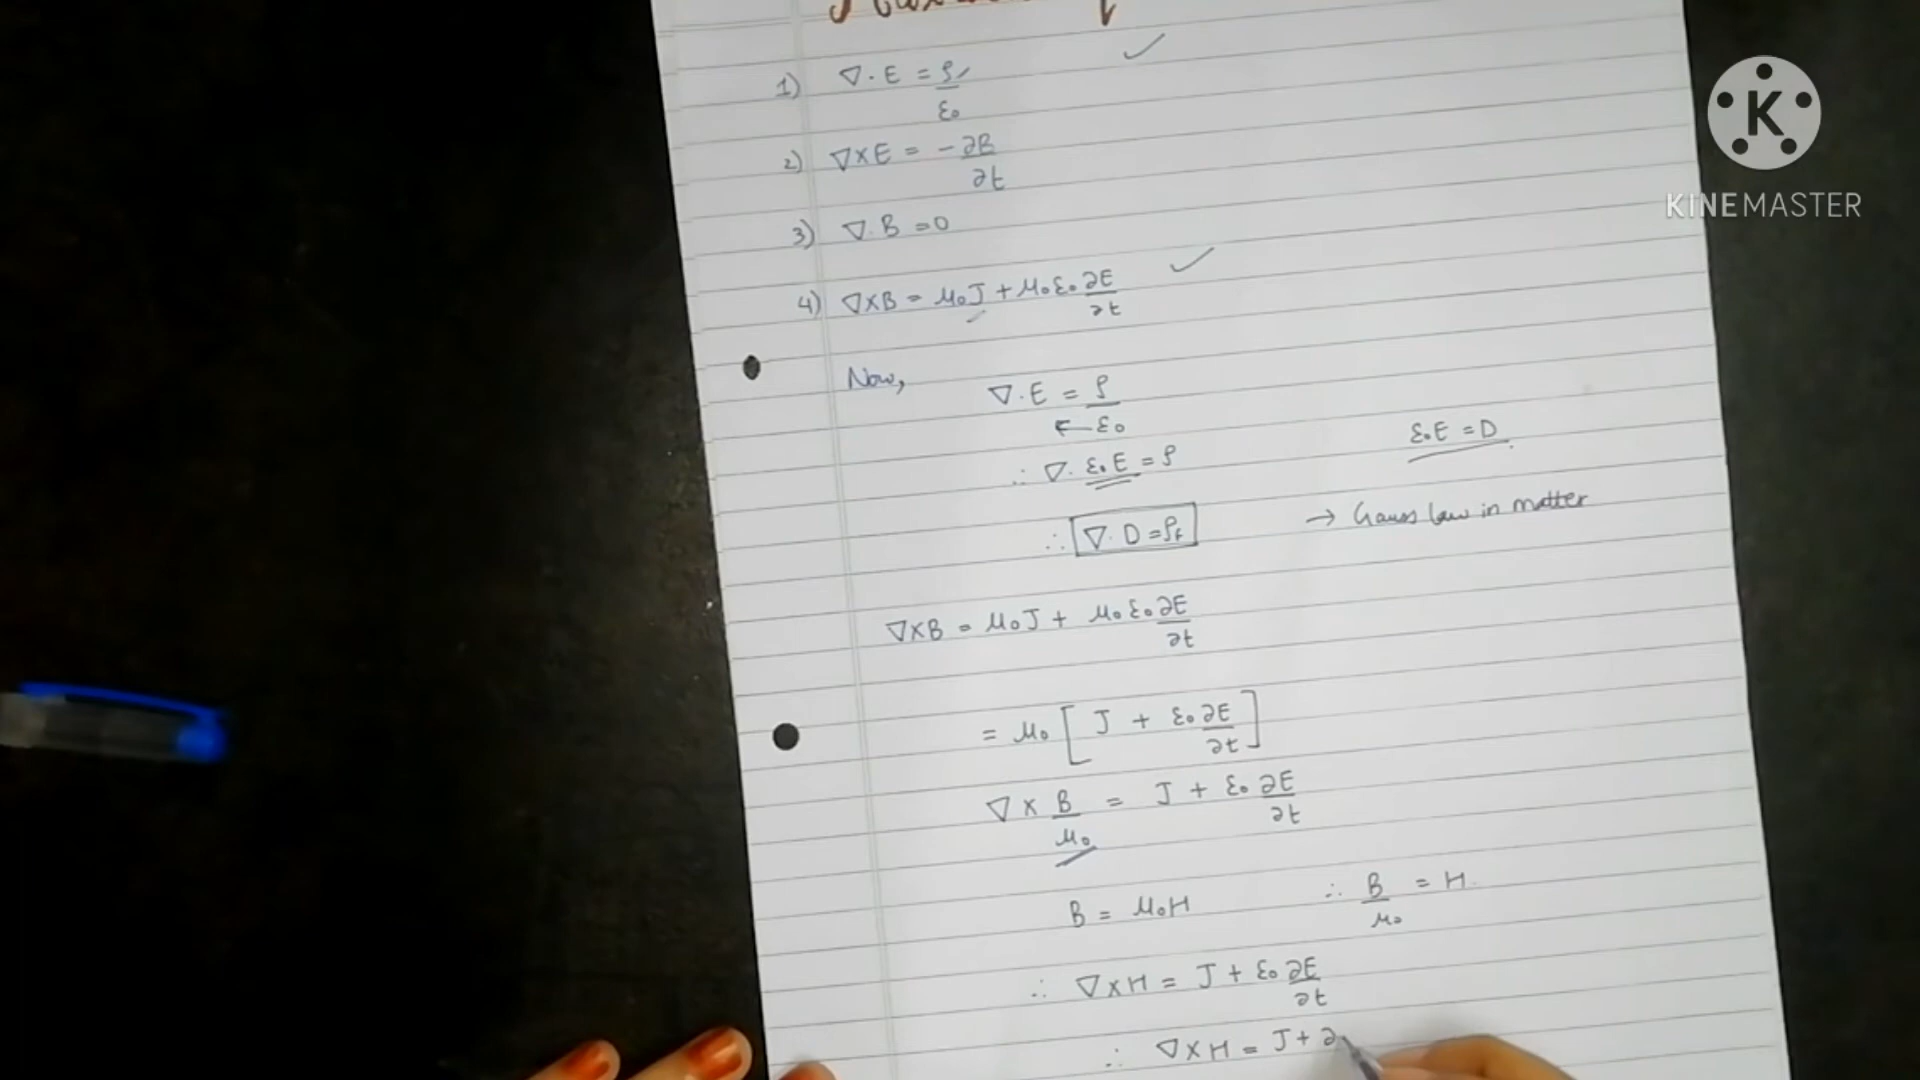 1) ∇·E = ρ/ε₀
2) ∇×E = -∂B/∂t
3) ∇·B = 0
4) ∇×B = μ₀J + μ₀ε₀ ∂E/∂t
Now, ∇·E = ρ/ε₀
∴ ∇·ε₀E = ρ
ε₀E = D
∴ ∇·D = ρf → Gauss law in matter
∇×B = μ₀J + μ₀ε₀ ∂E/∂t
= μ₀ [ J + ε₀ ∂E/∂t ]
∇ × B/μ₀ = J + ε₀ ∂E/∂t
B = μ₀H ∴ B/μ₀ = H
∴ ∇×H = J + ε₀ ∂E/∂t
∴ ∇×H = J + ∂
K
KINEMASTER